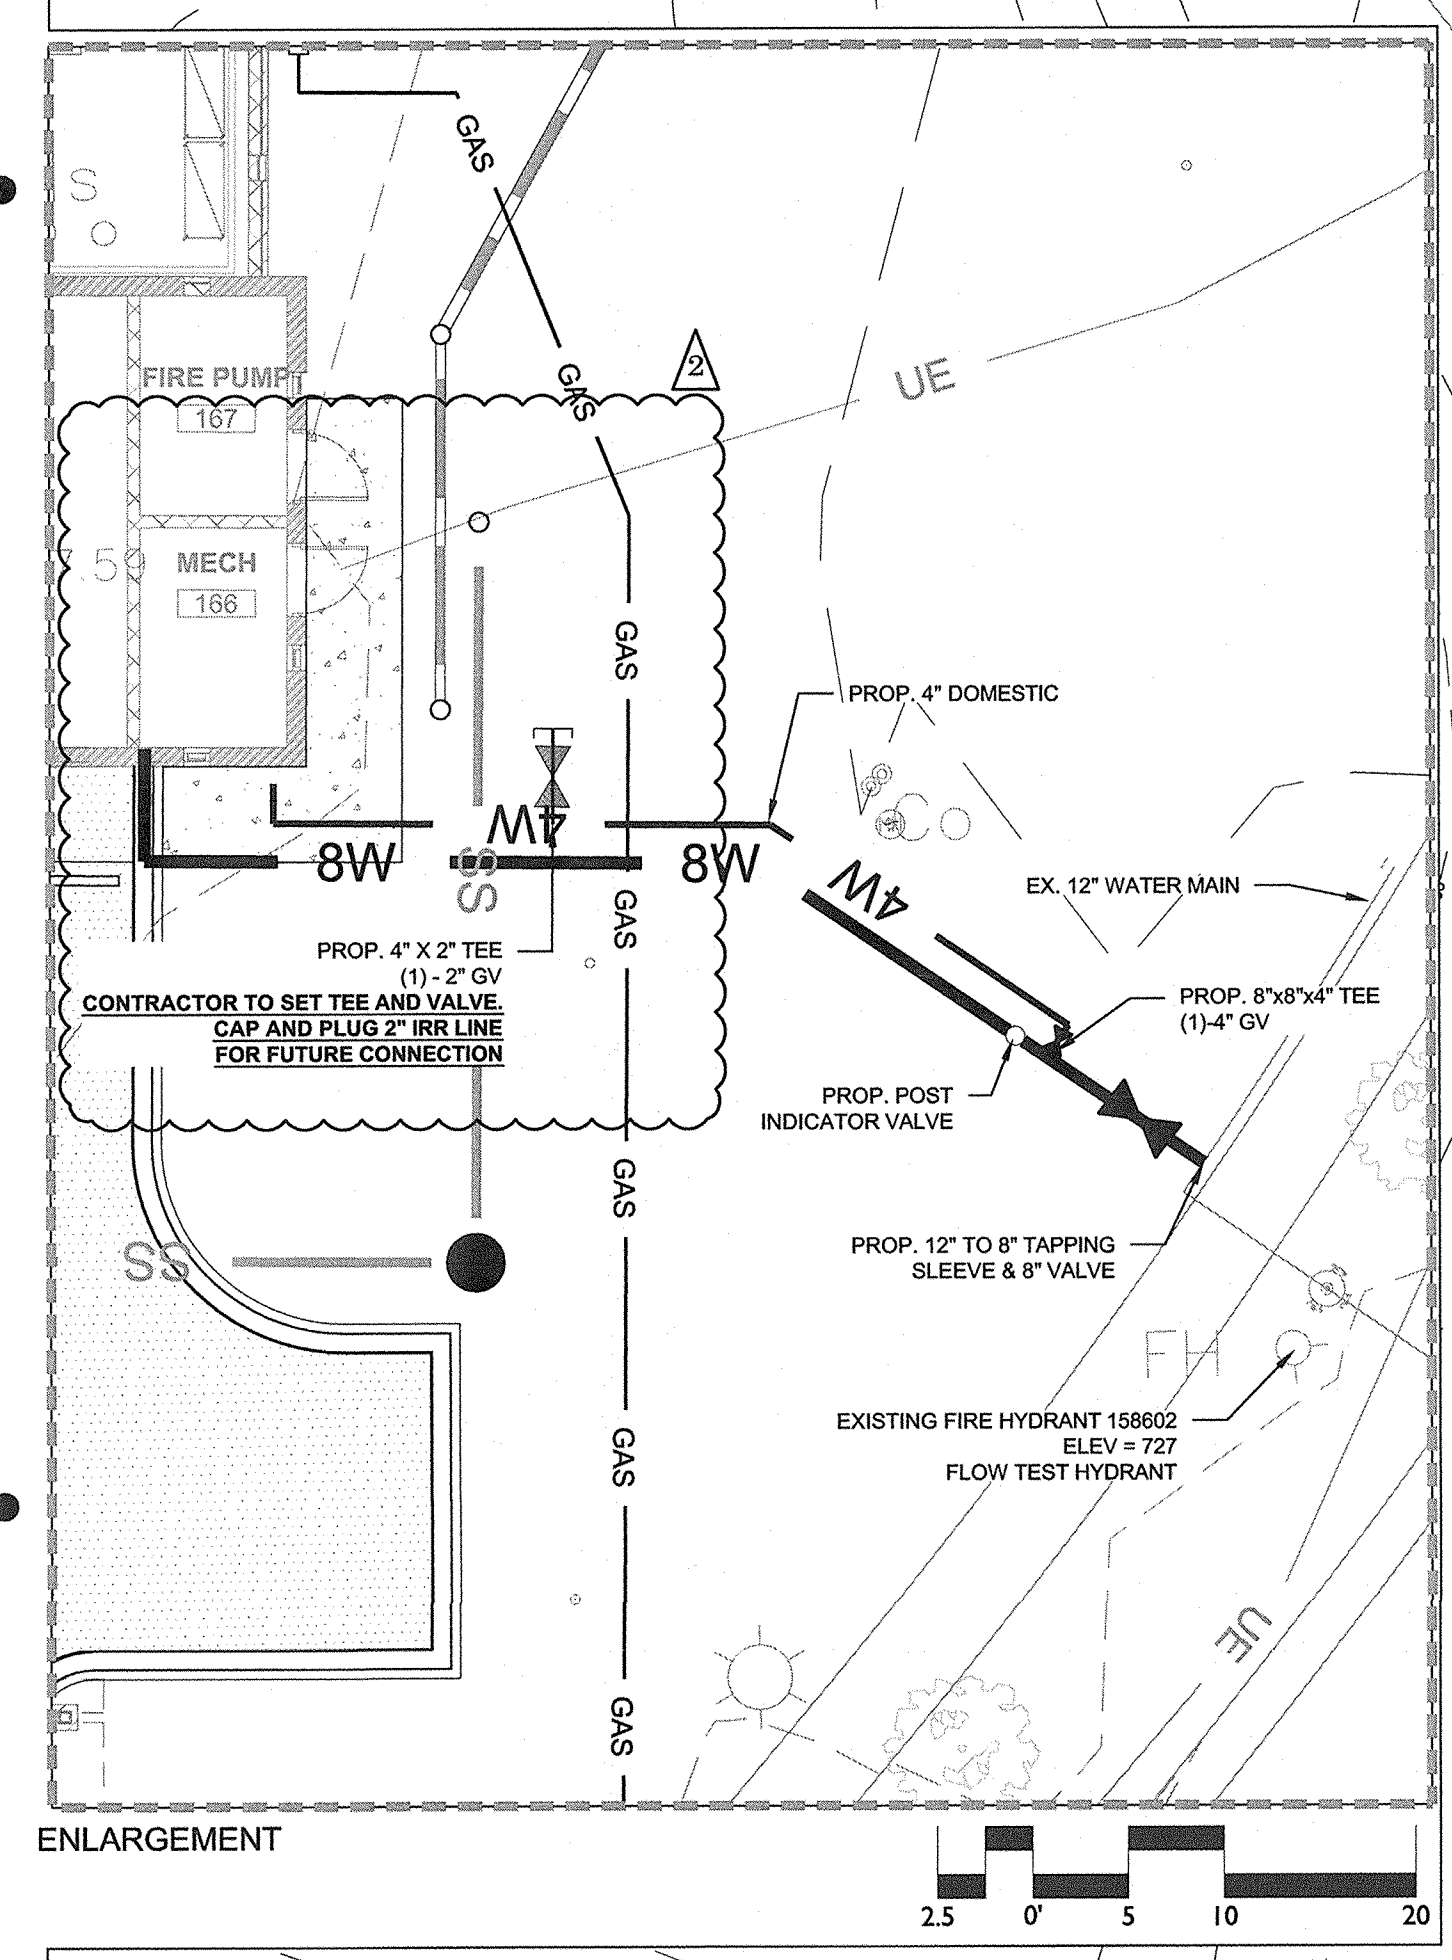 GAS
S
FIRE PUMP
167
2
GAS
UE
7.59
MECH
166
GAS
PROP. 4" DOMESTIC
4W
8W
SS
8W
CO
4W
EX. 12" WATER MAIN
GAS
PROP. 4" X 2" TEE
(1) - 2" GV
CONTRACTOR TO SET TEE AND VALVE.
CAP AND PLUG 2" IRR LINE
FOR FUTURE CONNECTION
PROP. 8"x8"x4" TEE
(1)-4" GV
PROP. POST
INDICATOR VALVE
GAS
SS
PROP. 12" TO 8" TAPPING
SLEEVE & 8" VALVE
FH
EXISTING FIRE HYDRANT 158602
ELEV = 727
FLOW TEST HYDRANT
GAS
UE
GAS
ENLARGEMENT
2.5 0' 5 10 20